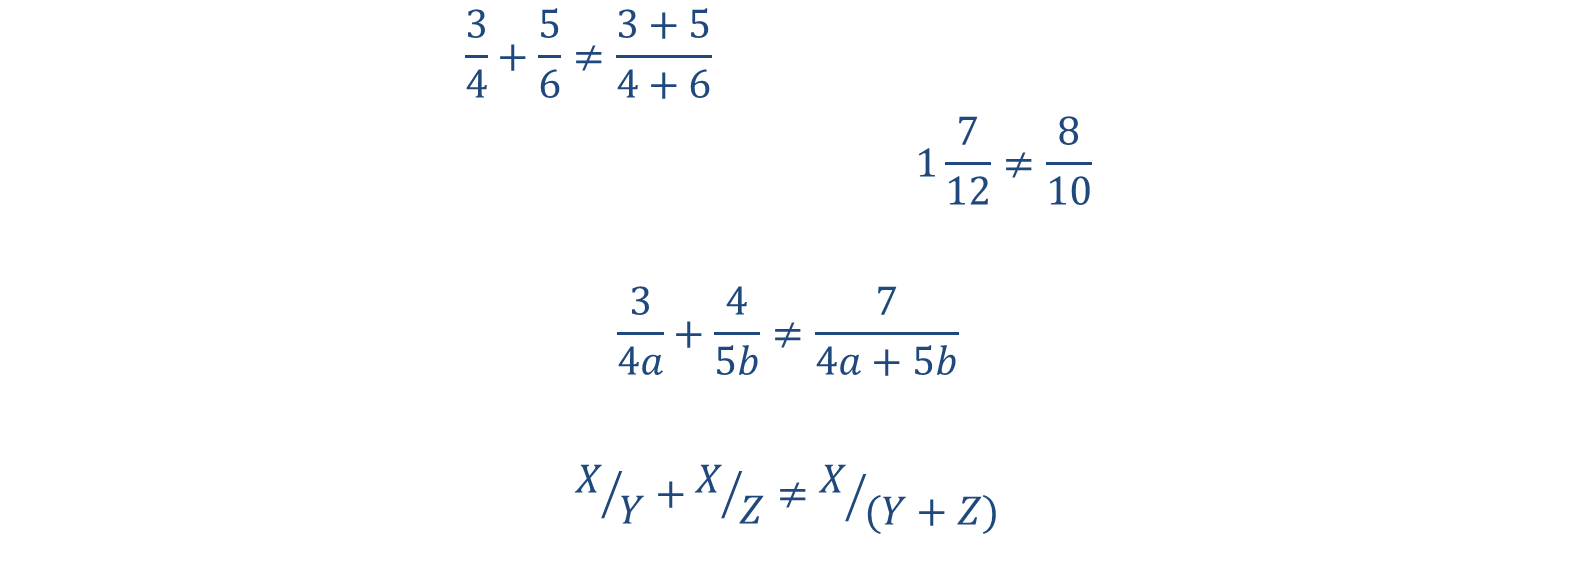 3/4 + 5/6 ≠ (3 + 5)/(4 + 6)
1 7/12 ≠ 8/10
3/4a + 4/5b ≠ 7/(4a + 5b)
X/Y + X/Z ≠ X/(Y + Z)